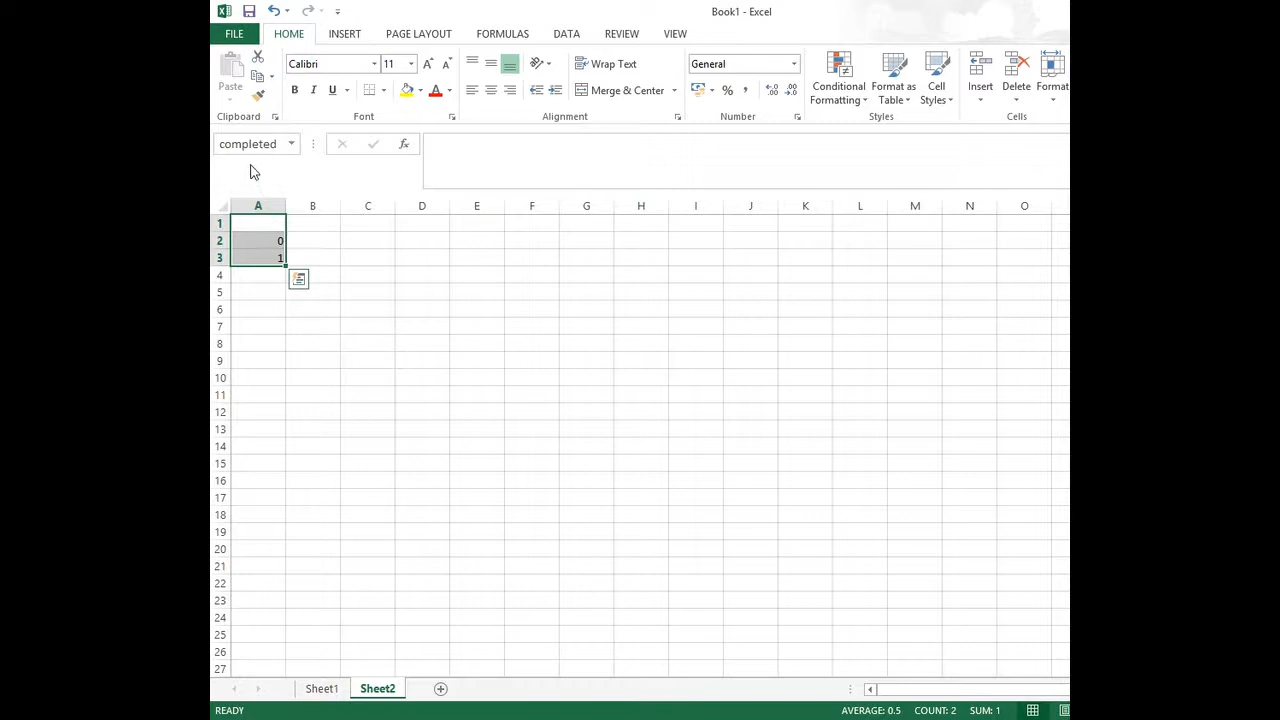 Book1 - Excel
FILE HOME INSERT PAGE LAYOUT FORMULAS DATA REVIEW VIEW
Paste
Calibri 11
B I U A
Wrap Text
Merge & Center
General
% ,
Conditional Formatting
Format as Table
Cell Styles
Insert Delete Format
Clipboard Font Alignment Number Styles Cells
completed fx
A B C D E F G H I J K L M N O
1
2 0
3 1
4
5
6
7
8
9
10
11
12
13
14
15
16
17
18
19
20
21
22
23
24
25
26
27
Sheet1 Sheet2
READY AVERAGE: 0.5 COUNT: 2 SUM: 1